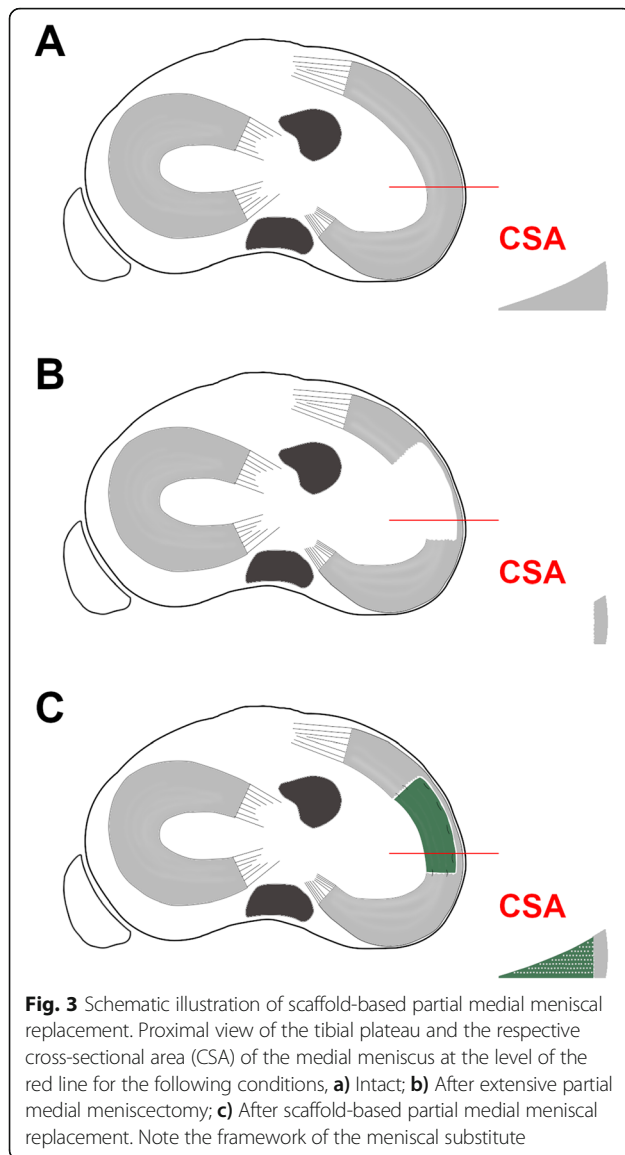 A
CSA
B
CSA
C
CSA
Fig. 3 Schematic illustration of scaffold-based partial medial meniscal
replacement. Proximal view of the tibial plateau and the respective
cross-sectional area (CSA) of the medial meniscus at the level of the
red line for the following conditions, a) Intact; b) After extensive partial
medial meniscectomy; c) After scaffold-based partial medial meniscal
replacement. Note the framework of the meniscal substitute